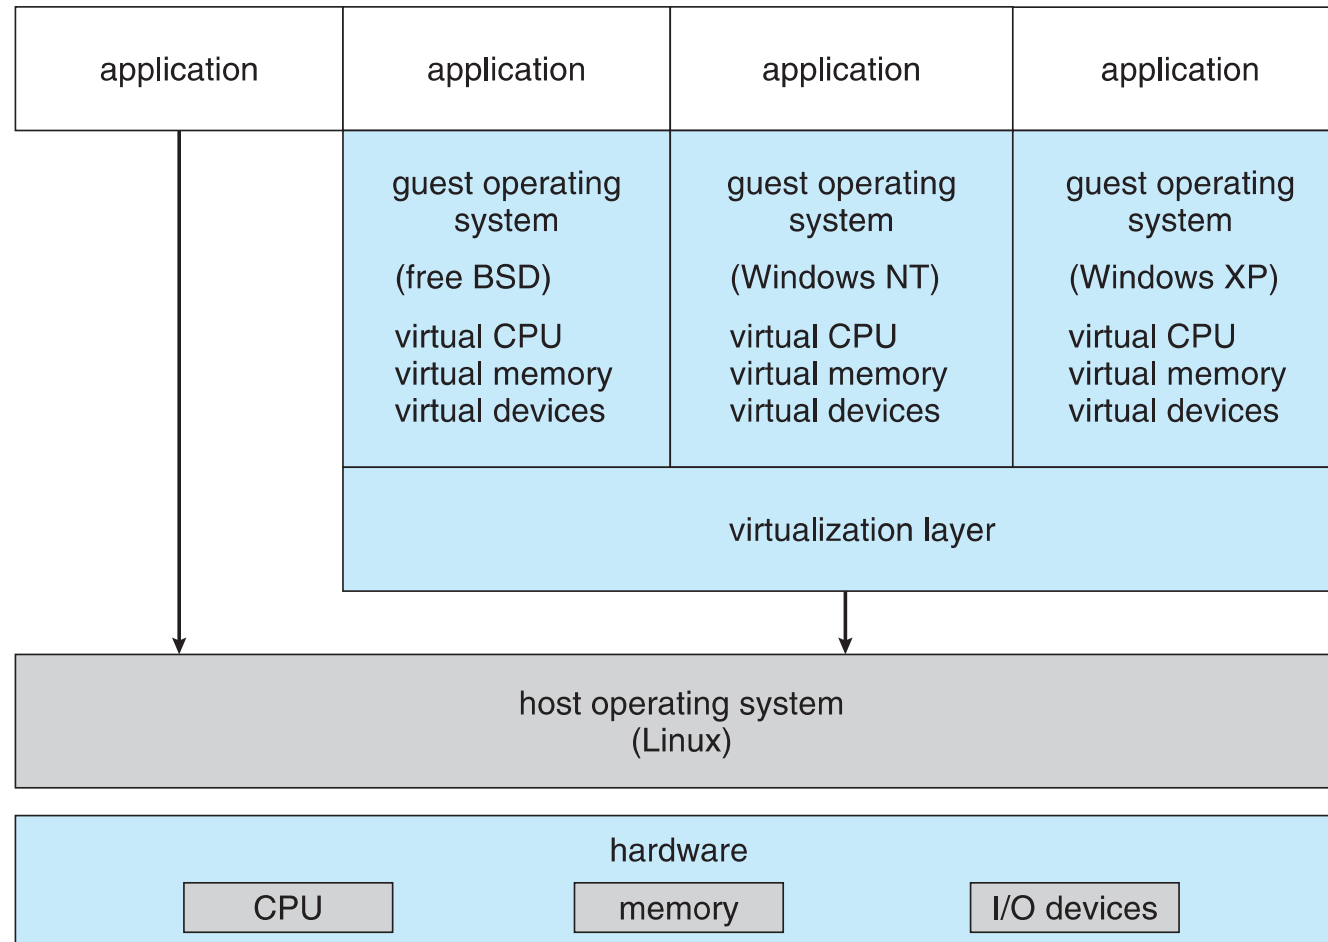 application
application
application
application
guest operating
system
(free BSD)
virtual CPU
virtual memory
virtual devices
guest operating
system
(Windows NT)
virtual CPU
virtual memory
virtual devices
guest operating
system
(Windows XP)
virtual CPU
virtual memory
virtual devices
virtualization layer
host operating system
(Linux)
hardware
CPU
memory
I/O devices